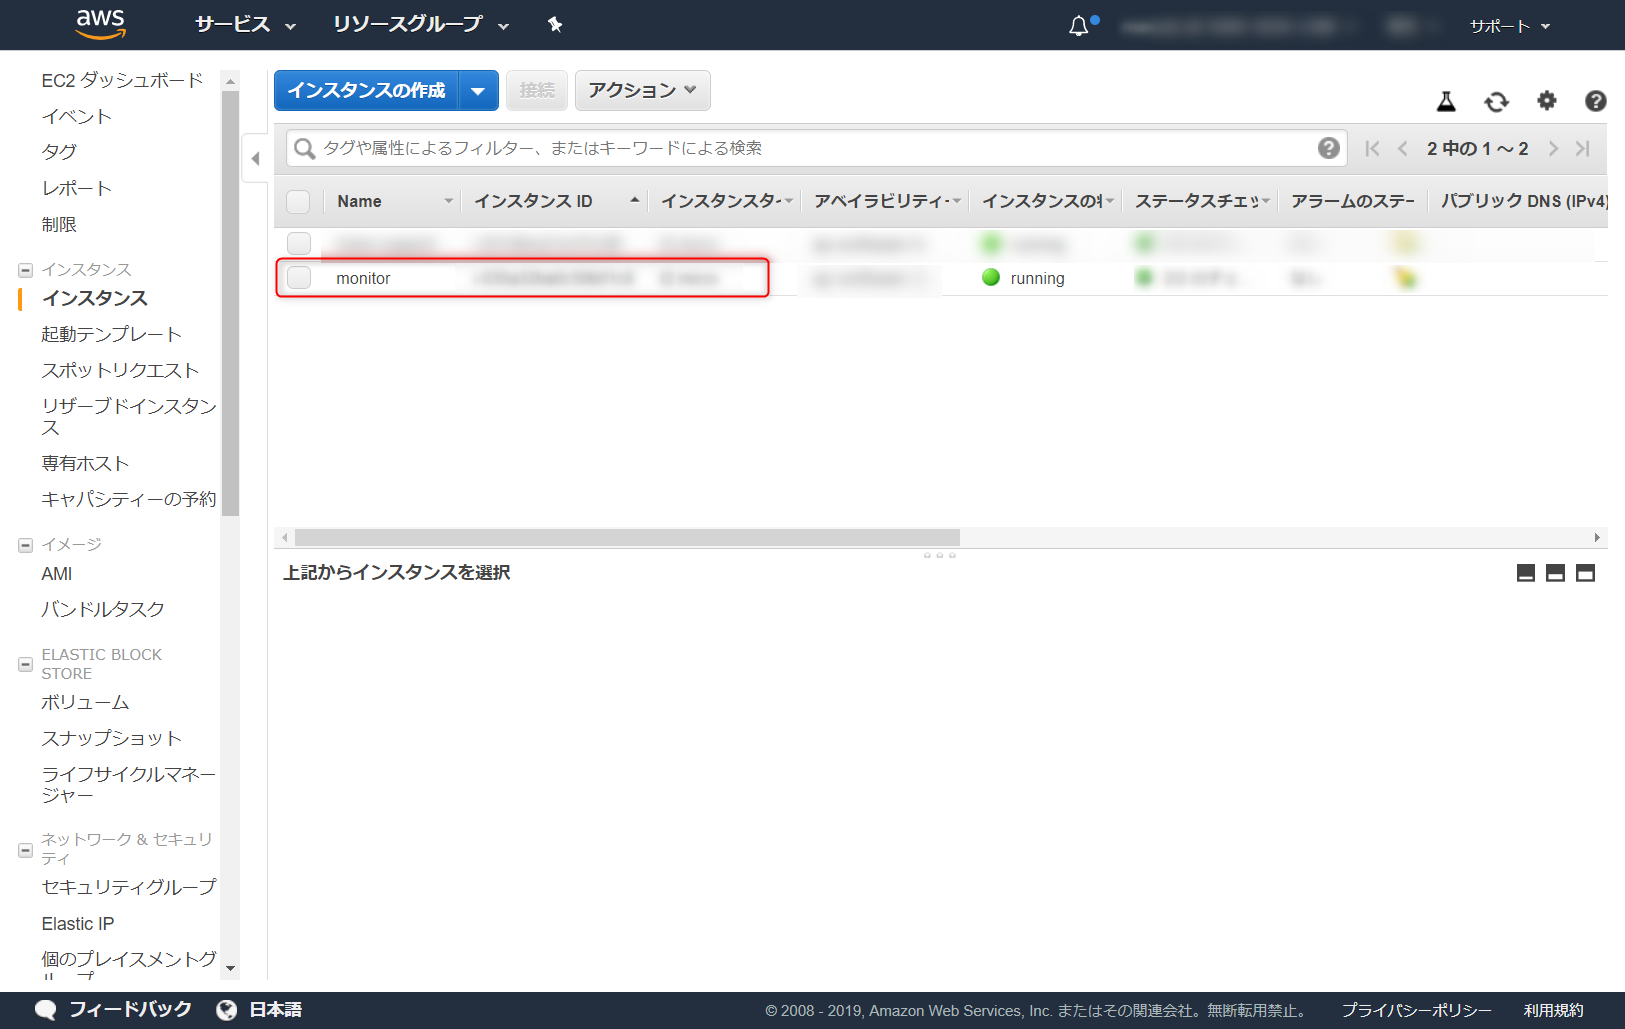 aws サービス リソースグループ サポート
EC2 ダッシュボード
イベント
タグ
レポート
制限
インスタンス
インスタンス
起動テンプレート
スポットリクエスト
リザーブドインスタン
ス
専有ホスト
キャパシティーの予約
イメージ
AMI
バンドルタスク
ELASTIC BLOCK
STORE
ボリューム
スナップショット
ライフサイクルマネー
ジャー
ネットワーク & セキュリ
ティ
セキュリティグループ
Elastic IP
個のプレイスメントグ
ループ
インスタンスの作成 接続 アクション
タグや属性によるフィルター、またはキーワードによる検索 2 中の 1 ～ 2
Name インスタンス ID インスタンスタ アベイラビリティ インスタンスの ステータスチェッ アラームのステー パブリック DNS (IPv4)
monitor running
上記からインスタンスを選択
フィードバック 日本語 © 2008 - 2019, Amazon Web Services, Inc. またはその関連会社。無断転用禁止。 プライバシーポリシー 利用規約